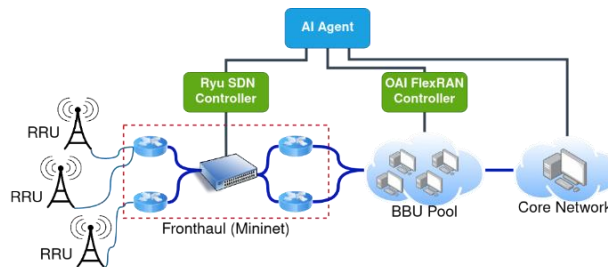 AI Agent
Ryu SDN
Controller
OAI FlexRAN
Controller
RRU
RRU
RRU
Fronthaul (Mininet)
BBU Pool
Core Network